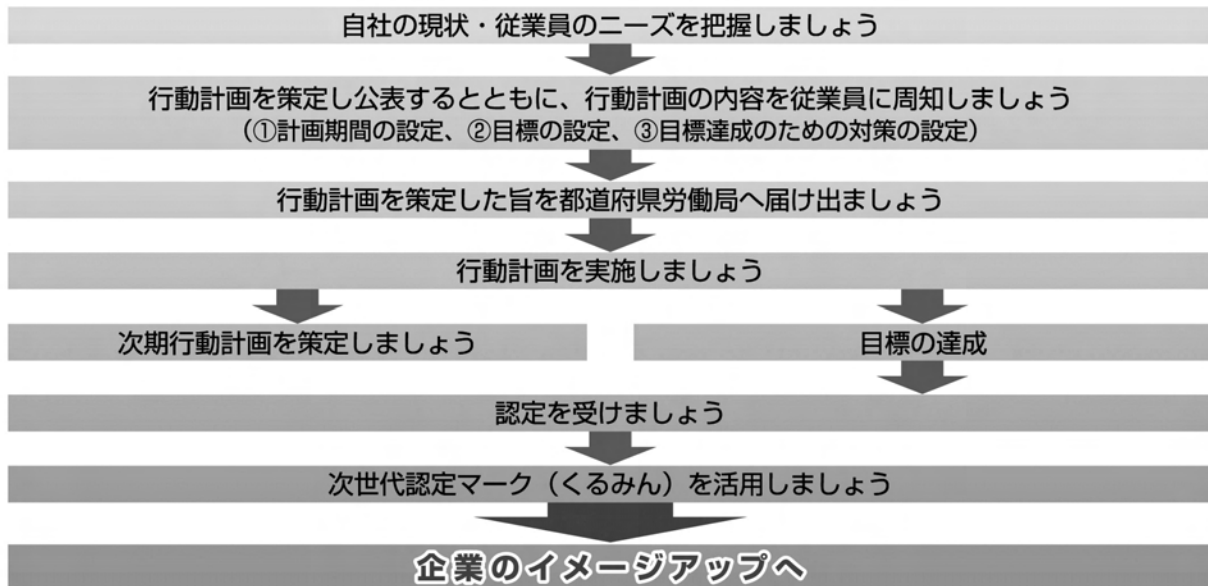 自社の現状・従業員のニーズを把握しましょう
行動計画を策定し公表するとともに、行動計画の内容を従業員に周知しましょう
（①計画期間の設定、②目標の設定、③目標達成のための対策の設定）
行動計画を策定した旨を都道府県労働局へ届け出ましょう
行動計画を実施しましょう
次期行動計画を策定しましょう
目標の達成
認定を受けましょう
次世代認定マーク（くるみん）を活用しましょう
企業のイメージアップへ